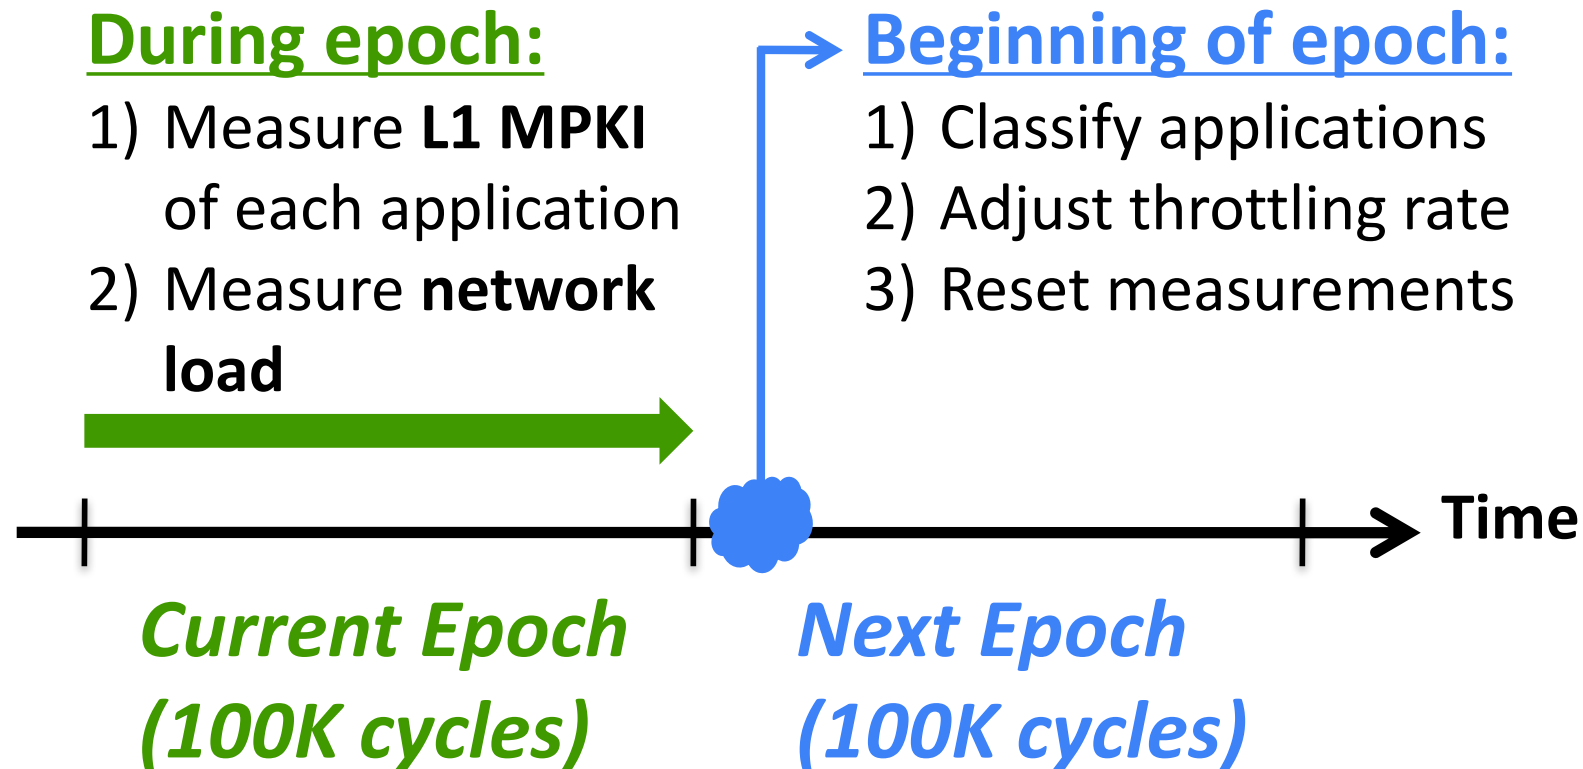 During epoch:
1) Measure L1 MPKI
of each application
2) Measure network
load
Beginning of epoch:
1) Classify applications
2) Adjust throttling rate
3) Reset measurements
Time
Current Epoch
(100K cycles)
Next Epoch
(100K cycles)